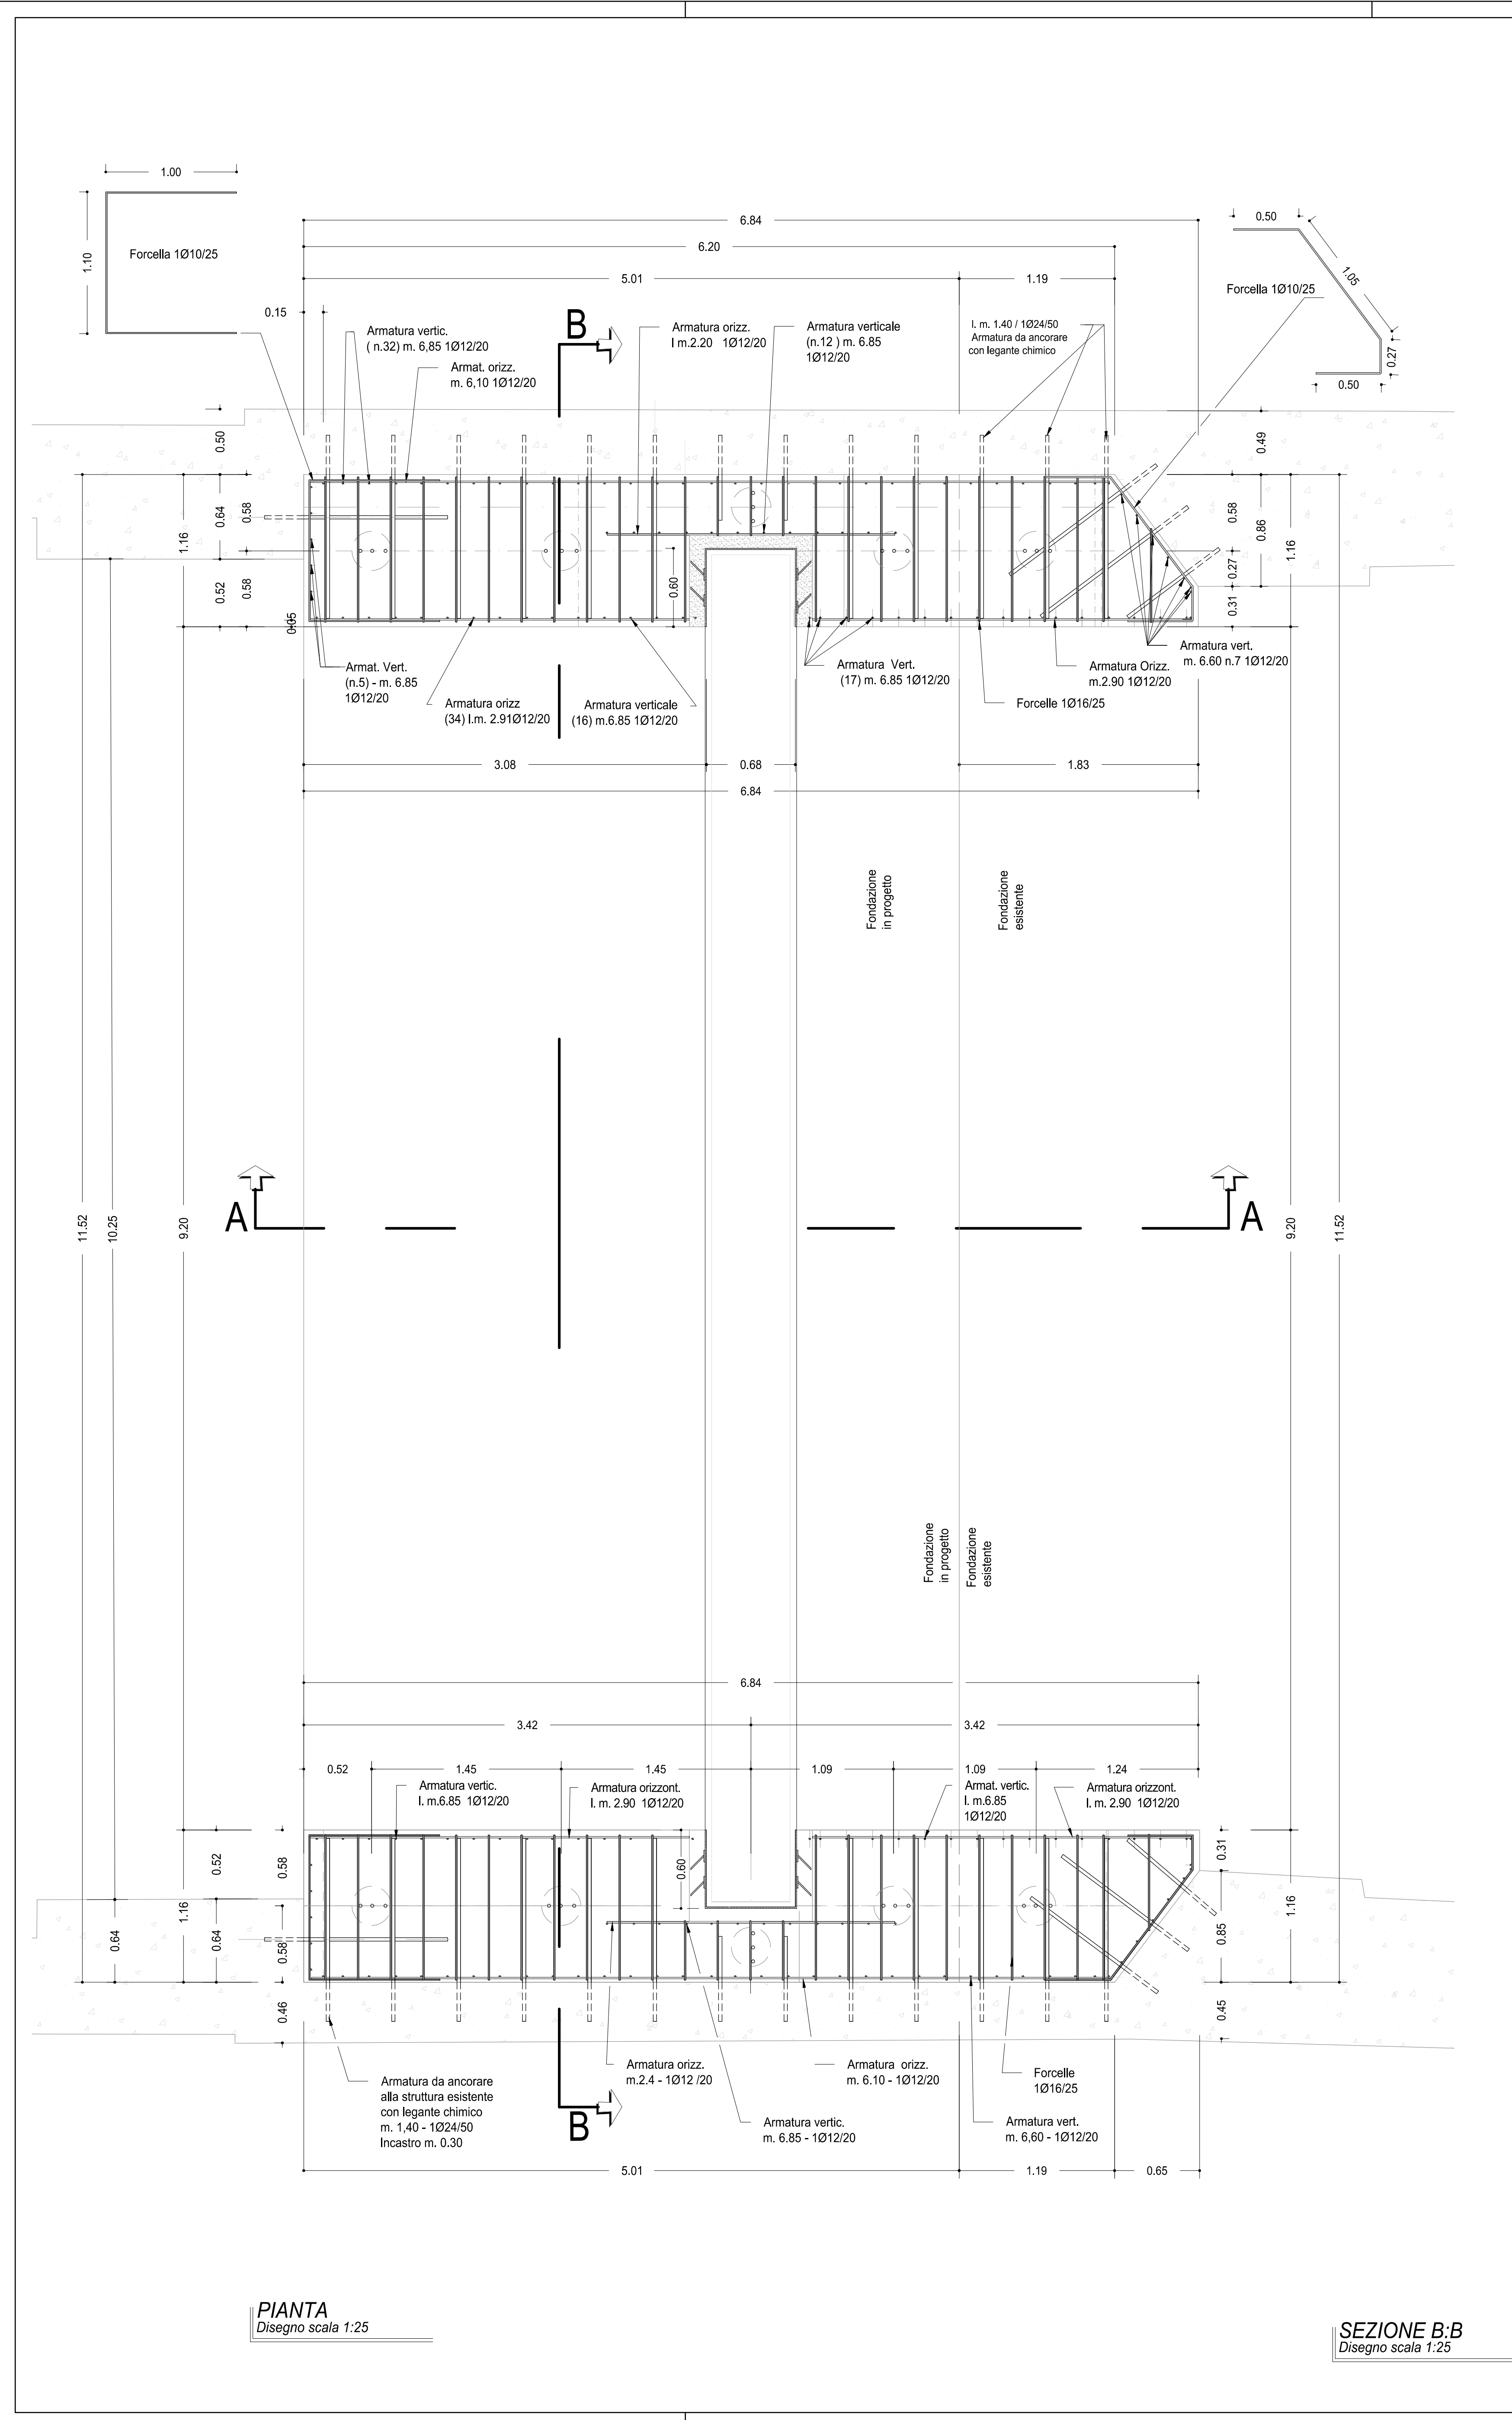 1.00
1.10
Forcella 1Ø10/25
6.84
6.20
5.01
1.19
0.15
0.50
1.05
Forcella 1Ø10/25
0.27
0.50
Armatura vertic.
( n.32) m. 6,85 1Ø12/20
Armat. orizz.
m. 6,10 1Ø12/20
B
Armatura orizz.
l m.2.20 1Ø12/20
Armatura verticale
(n.12 ) m. 6.85
1Ø12/20
l. m. 1.40 / 1Ø24/50
Armatura da ancorare
con legante chimico
0.50
0.64
0.58
1.16
0.52
0.58
0.05
0.60
0.49
0.58
0.86
1.16
0.27
0.31
Armat. Vert.
(n.5) - m. 6.85
1Ø12/20
Armatura orizz
(34) l.m. 2.91Ø12/20
Armatura verticale
(16) m.6.85 1Ø12/20
Armatura Vert.
(17) m. 6.85 1Ø12/20
Forcelle 1Ø16/25
Armatura Orizz.
m.2.90 1Ø12/20
Armatura vert.
m. 6.60 n.7 1Ø12/20
3.08
0.68
1.83
6.84
Fondazione
in progetto
Fondazione
esistente
11.52
10.25
9.20
A
A
9.20
11.52
Fondazione
in progetto
Fondazione
esistente
6.84
3.42
3.42
0.52
1.45
1.45
1.09
1.09
1.24
Armatura vertic.
l. m.6.85 1Ø12/20
Armatura orizzont.
l. m. 2.90 1Ø12/20
Armat. vertic.
l. m.6.85
1Ø12/20
Armatura orizzont.
l. m. 2.90 1Ø12/20
0.52
0.58
1.16
0.64
0.64
0.58
0.46
0.60
0.31
0.85
1.16
0.45
Armatura da ancorare
alla struttura esistente
con legante chimico
m. 1,40 - 1Ø24/50
Incastro m. 0.30
B
Armatura orizz.
m.2.4 - 1Ø12 /20
Armatura vertic.
m. 6.85 - 1Ø12/20
Armatura orizz.
m. 6.10 - 1Ø12/20
Forcelle
1Ø16/25
Armatura vert.
m. 6,60 - 1Ø12/20
5.01
1.19
0.65
PIANTA
Disegno scala 1:25
SEZIONE B:B
Disegno scala 1:25